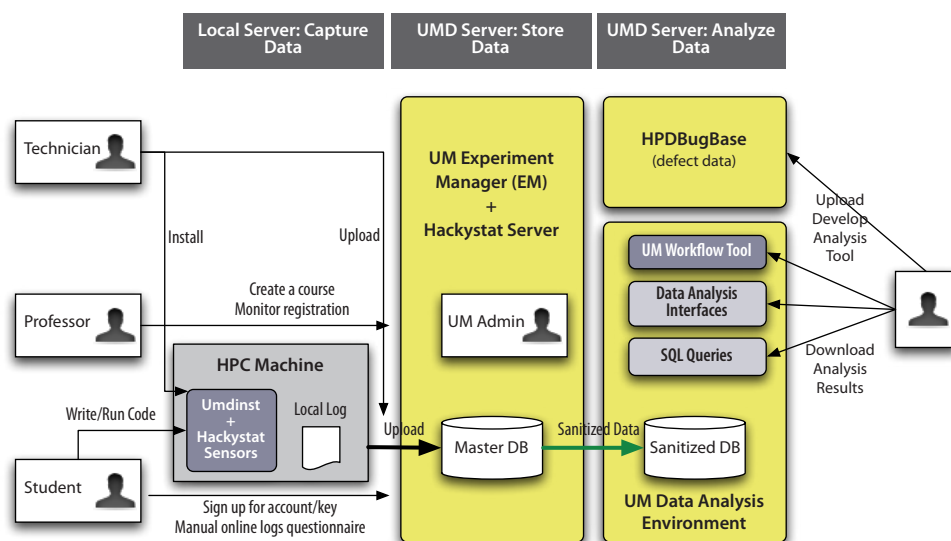 Local Server: Capture
Data
UMD Server: Store
Data
UMD Server: Analyze
Data
Technician
Install
Upload
UM Experiment
Manager (EM)
+
Hackystat Server
HPDBugBase
(defect data)
Upload
Develop
Analysis
Tool
UM Workflow Tool
Data Analysis
Interfaces
SQL Queries
Download
Analysis
Results
Professor
Create a course
Monitor registration
UM Admin
HPC Machine
Umdinst
+
Hackystat
Sensors
Local Log
Write/Run Code
Upload
Master DB
Sanitized Data
Sanitized DB
Student
Sign up for account/key
Manual online logs questionnaire
UM Data Analysis
Environment